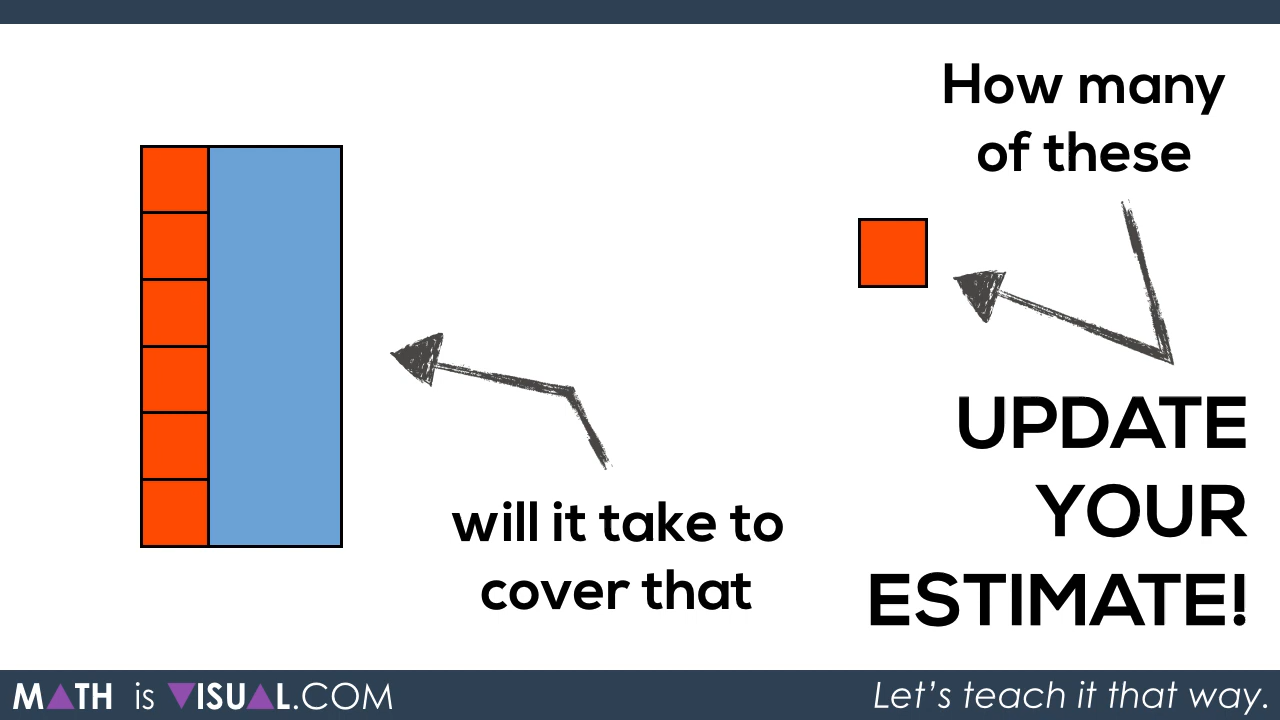 How many
of these
will it take to
cover that
UPDATE
YOUR
ESTIMATE!
MATH is VISUAL.COM
Let's teach it that way.